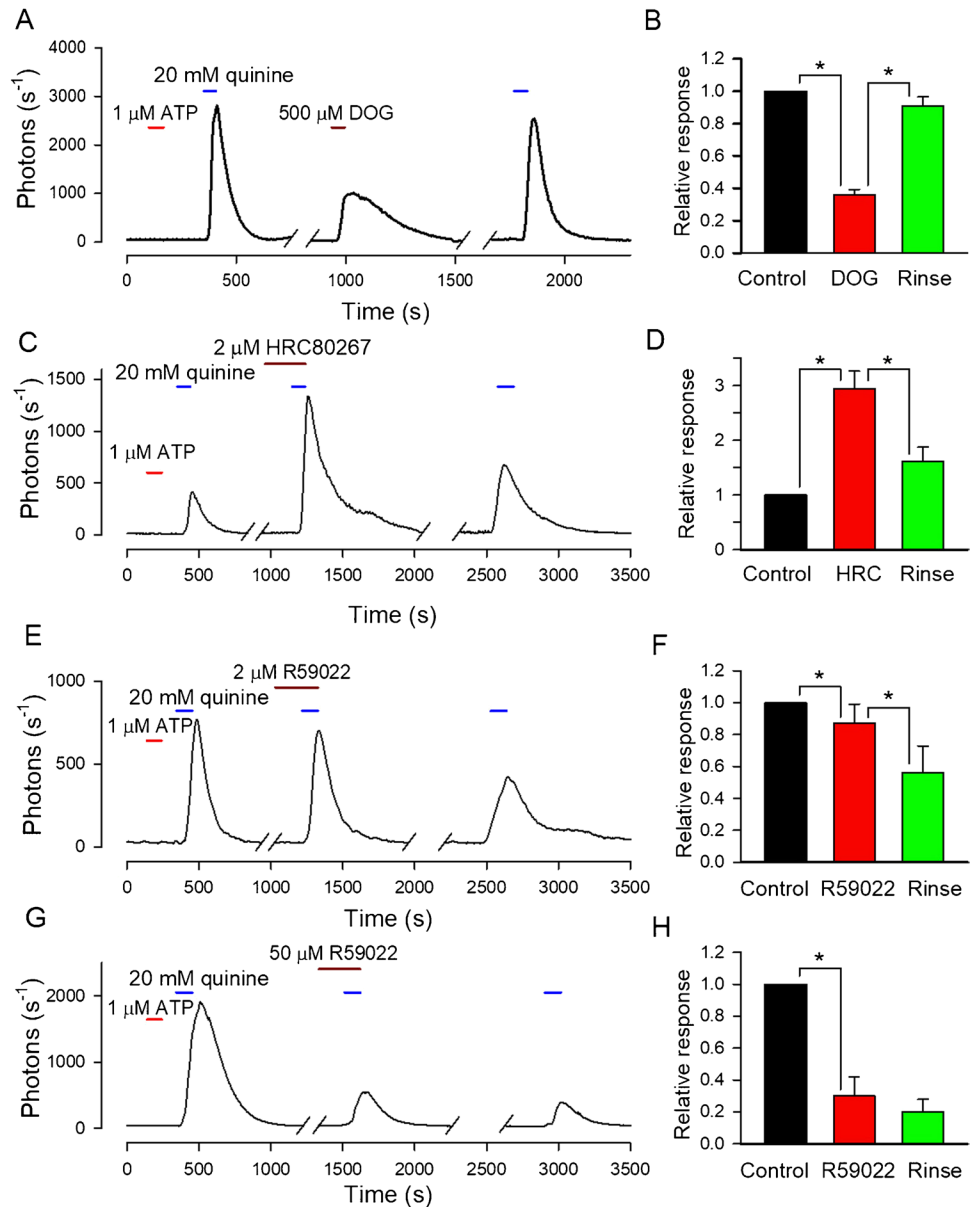 A
4000
3000
2000
1000
0
Photons (s-1)
20 mM quinine
1 μM ATP
500 μM DOG
0 500 1000 1500 2000
Time (s)
B
1.2
1.0
0.8
0.6
0.4
0.2
0.0
Relative response
* *
Control DOG Rinse
C
2 μM HRC80267
1500
1000
500
0
Photons (s-1)
20 mM quinine
1 μM ATP
0 500 1000 1500 2000 2500 3000 3500
Time (s)
D
3
2
1
0
Relative response
* *
Control HRC Rinse
E
2 μM R59022
1000
500
0
Photons (s-1)
20 mM quinine
1 μM ATP
0 500 1000 1500 2000 2500 3000 3500
Time (s)
F
1.2
1.0
0.8
0.6
0.4
0.2
0.0
Relative response
* *
Control R59022 Rinse
G
50 μM R59022
2000
1000
0
Photons (s-1)
20 mM quinine
1 μM ATP
0 500 1000 1500 2000 2500 3000 3500
Time (s)
H
1.2
1.0
0.8
0.6
0.4
0.2
0.0
Relative response
*
Control R59022 Rinse